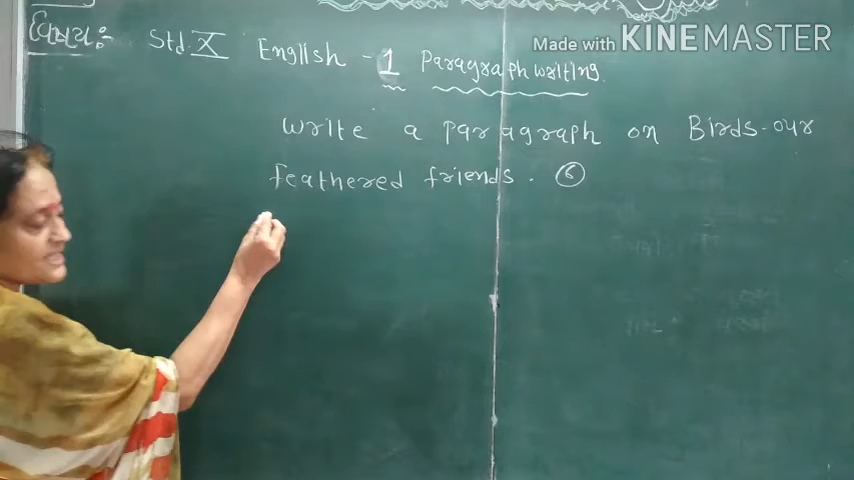 Made with KINEMASTER
વિષય:- Std. X English - 1 Paragraph writing.
Write a paragraph on Birds-our
feathered friends. 6